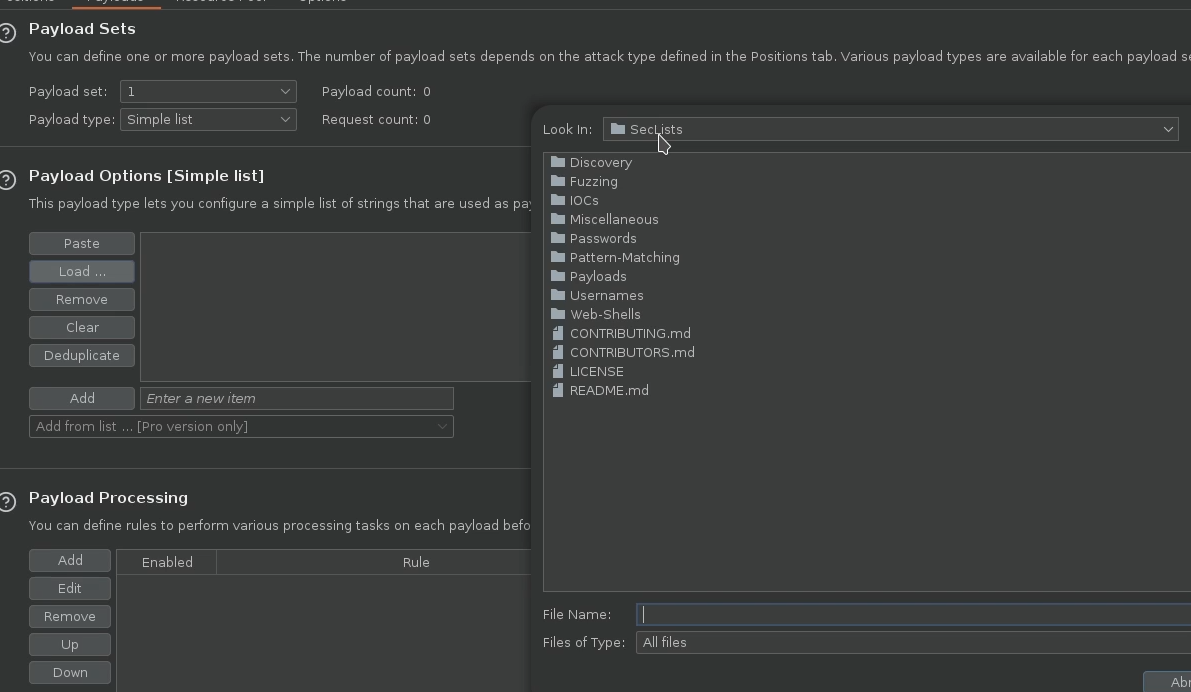 Payload Sets
You can define one or more payload sets. The number of payload sets depends on the attack type defined in the Positions tab. Various payload types are available for each payload se
Payload set: 1 Payload count: 0
Payload type: Simple list Request count: 0
Payload Options [Simple list]
This payload type lets you configure a simple list of strings that are used as pay
Paste
Load ...
Remove
Clear
Deduplicate
Add Enter a new item
Add from list ... [Pro version only]
Payload Processing
You can define rules to perform various processing tasks on each payload befo
Add Enabled Rule
Edit
Remove
Up
Down
Look In: SecLists
Discovery
Fuzzing
IOCs
Miscellaneous
Passwords
Pattern-Matching
Payloads
Usernames
Web-Shells
CONTRIBUTING.md
CONTRIBUTORS.md
LICENSE
README.md
File Name:
Files of Type: All files
Abr